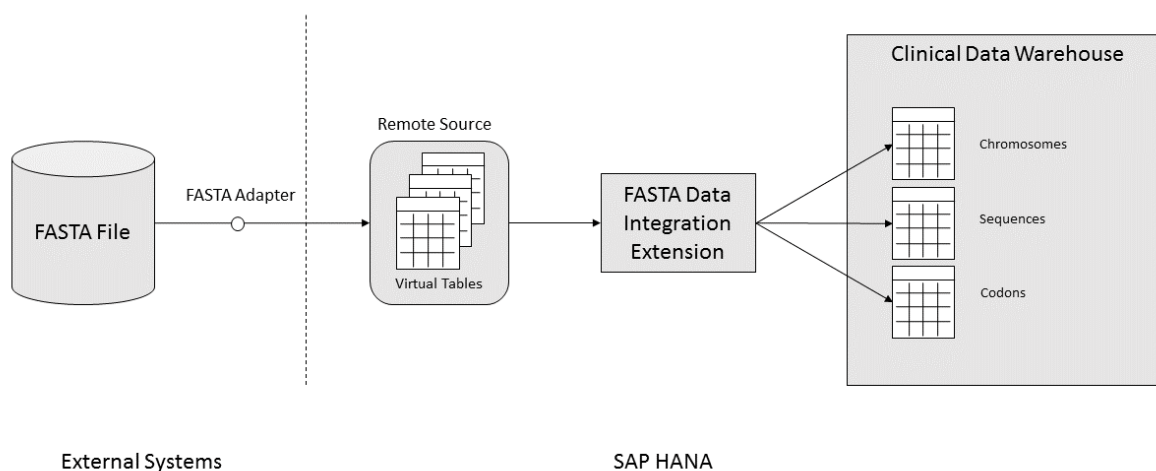 Clinical Data Warehouse
Remote Source
Chromosomes
FASTA Adapter
FASTA File
FASTA Data
Integration
Extension
Sequences
Virtual Tables
Codons
External Systems
SAP HANA